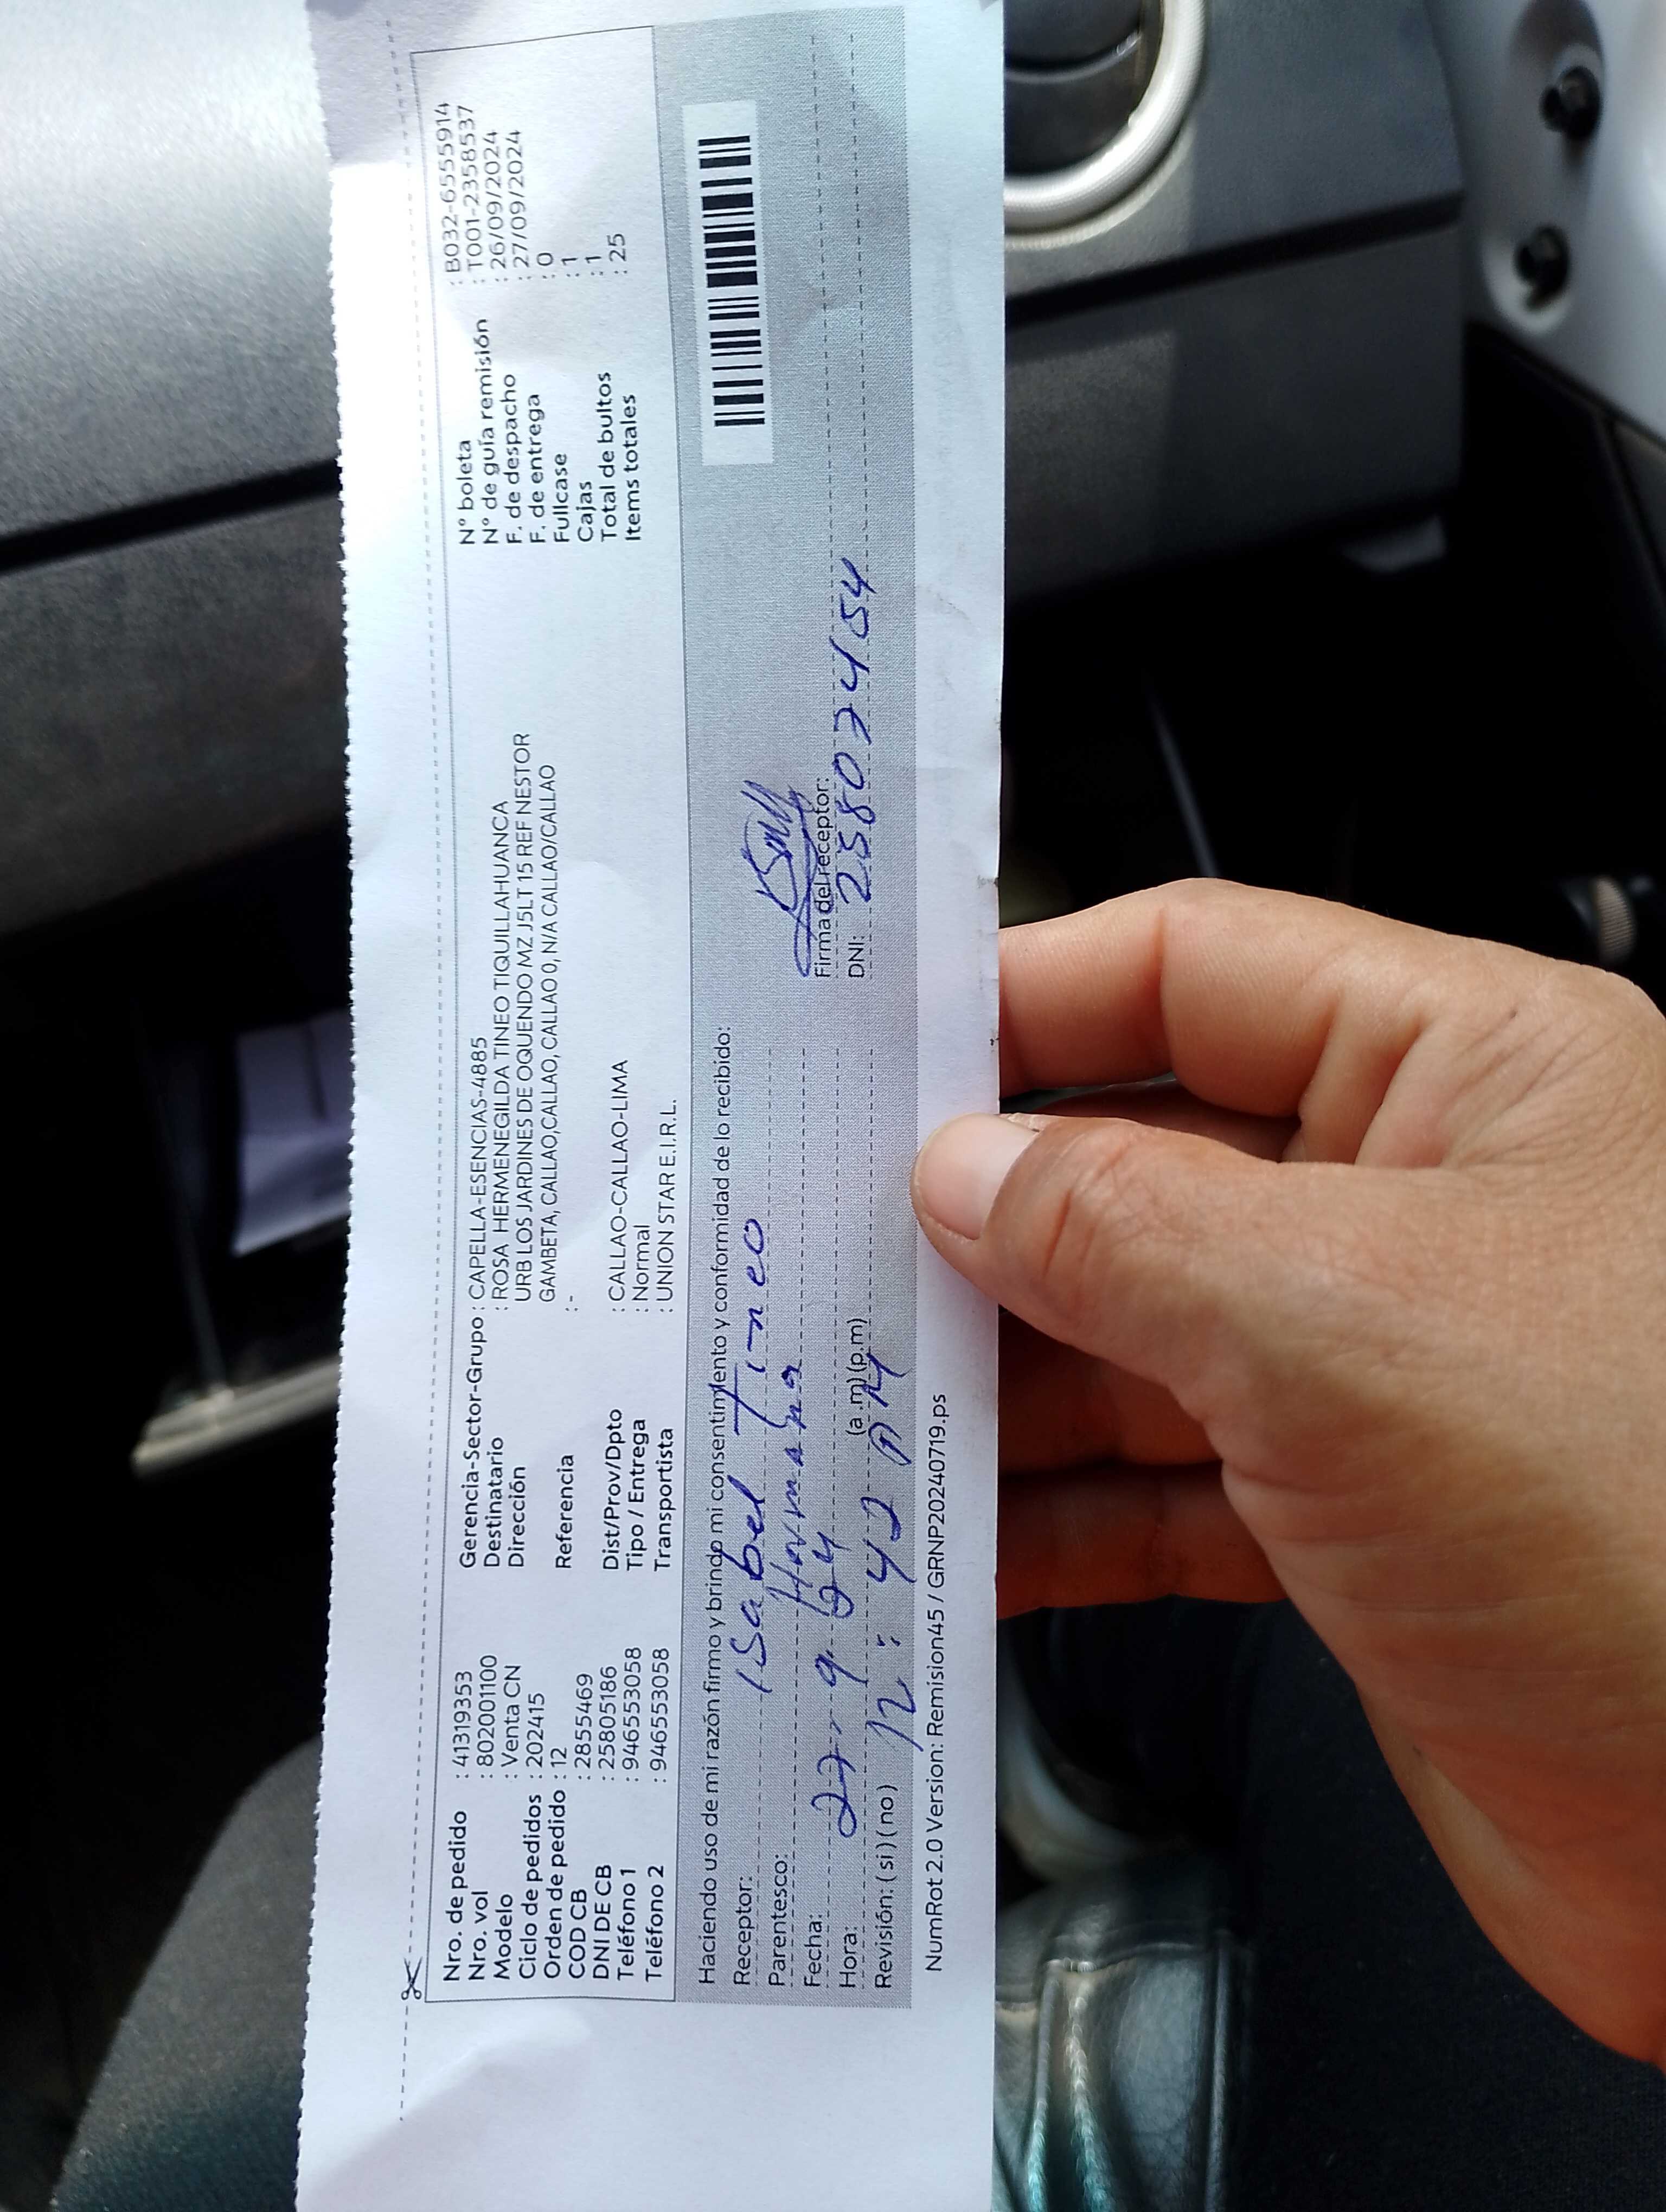 Nro. de pedido : 41319353
Nro. vol : 802001100
Modelo : Venta CN
Ciclo de pedidos : 202415
Orden de pedido : 12
COD CB : 2855469
DNI DE CB : 25805186
Teléfono 1 : 946553058
Teléfono 2 : 946553058
Gerencia-Sector-Grupo : CAPELLA-ESENCIAS-4885
Destinatario : ROSA HERMENEGILDA TINEO TIQUILLAHUANCA
Dirección URB LOS JARDINES DE OQUENDO MZ J5LT 15 REF NESTOR
GAMBETA, CALLAO,CALLAO, CALLAO 0, N/A CALLAO/CALLAO
Referencia : -
Dist/Prov/Dpto : CALLAO-CALLAO-LIMA
Tipo / Entrega : Normal
Transportista : UNION STAR E.I.R.L.
N° boleta : B032-6555914
N° de guía remisión : T001-2358537
F. de despacho : 26/09/2024
F. de entrega : 27/09/2024
Fullcase : 0
Cajas : 1
Total de bultos : 1
Items totales : 25
Haciendo uso de mi razón firmo y brindo mi consentimiento y conformidad de lo recibido:
Receptor: Isabel Tineo
Parentesco: Hermana
Fecha: 27-9-24
Hora: 12:42 PM (a.m)(p.m)
Revisión: ( si ) ( no )
Firma del receptor:
DNI: 25802454
NumRot 2.0 Version: Remision45 / GRNP20240719.ps